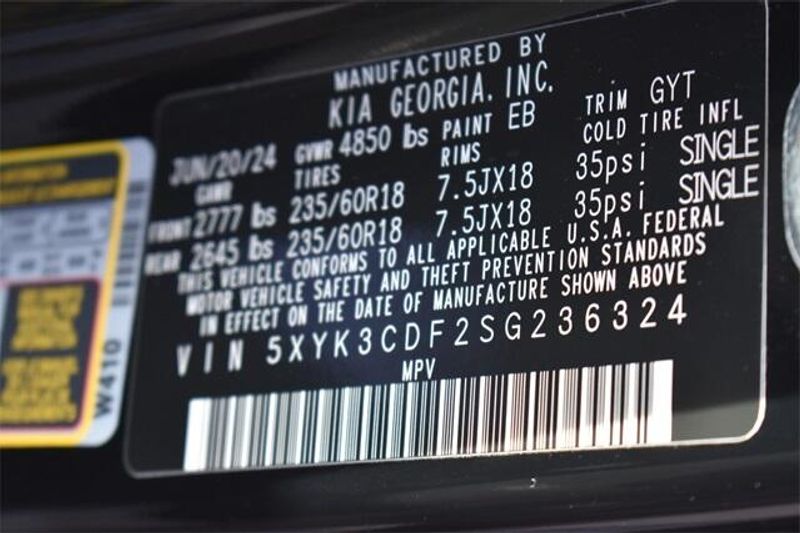 MANUFACTURED BY
KIA GEORGIA. INC.
JUN/20/24 GVWR 4850 lbs PAINT EB TRIM GYT
GAWR TIRES RIMS COLD TIRE INFL
FRONT 2777 lbs 235/60R18 7.5JX18 35psi SINGLE
REAR 2645 lbs 235/60R18 7.5JX18 35psi SINGLE
THIS VEHICLE CONFORMS TO ALL APPLICABLE U.S.A. FEDERAL
MOTOR VEHICLE SAFETY AND THEFT PREVENTION STANDARDS
IN EFFECT ON THE DATE OF MANUFACTURE SHOWN ABOVE
VIN 5XYK3CDF2SG236324
MPV
W410